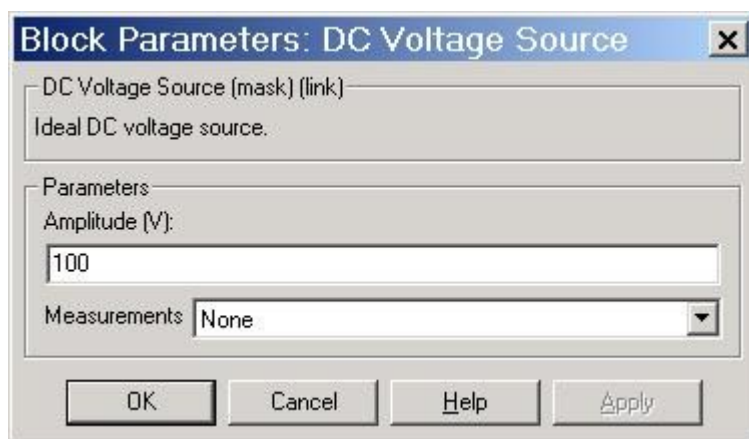 Block Parameters: DC Voltage Source
DC Voltage Source (mask) (link)
Ideal DC voltage source.
Parameters
Amplitude (V):
100
Measurements None
OK Cancel Help Apply